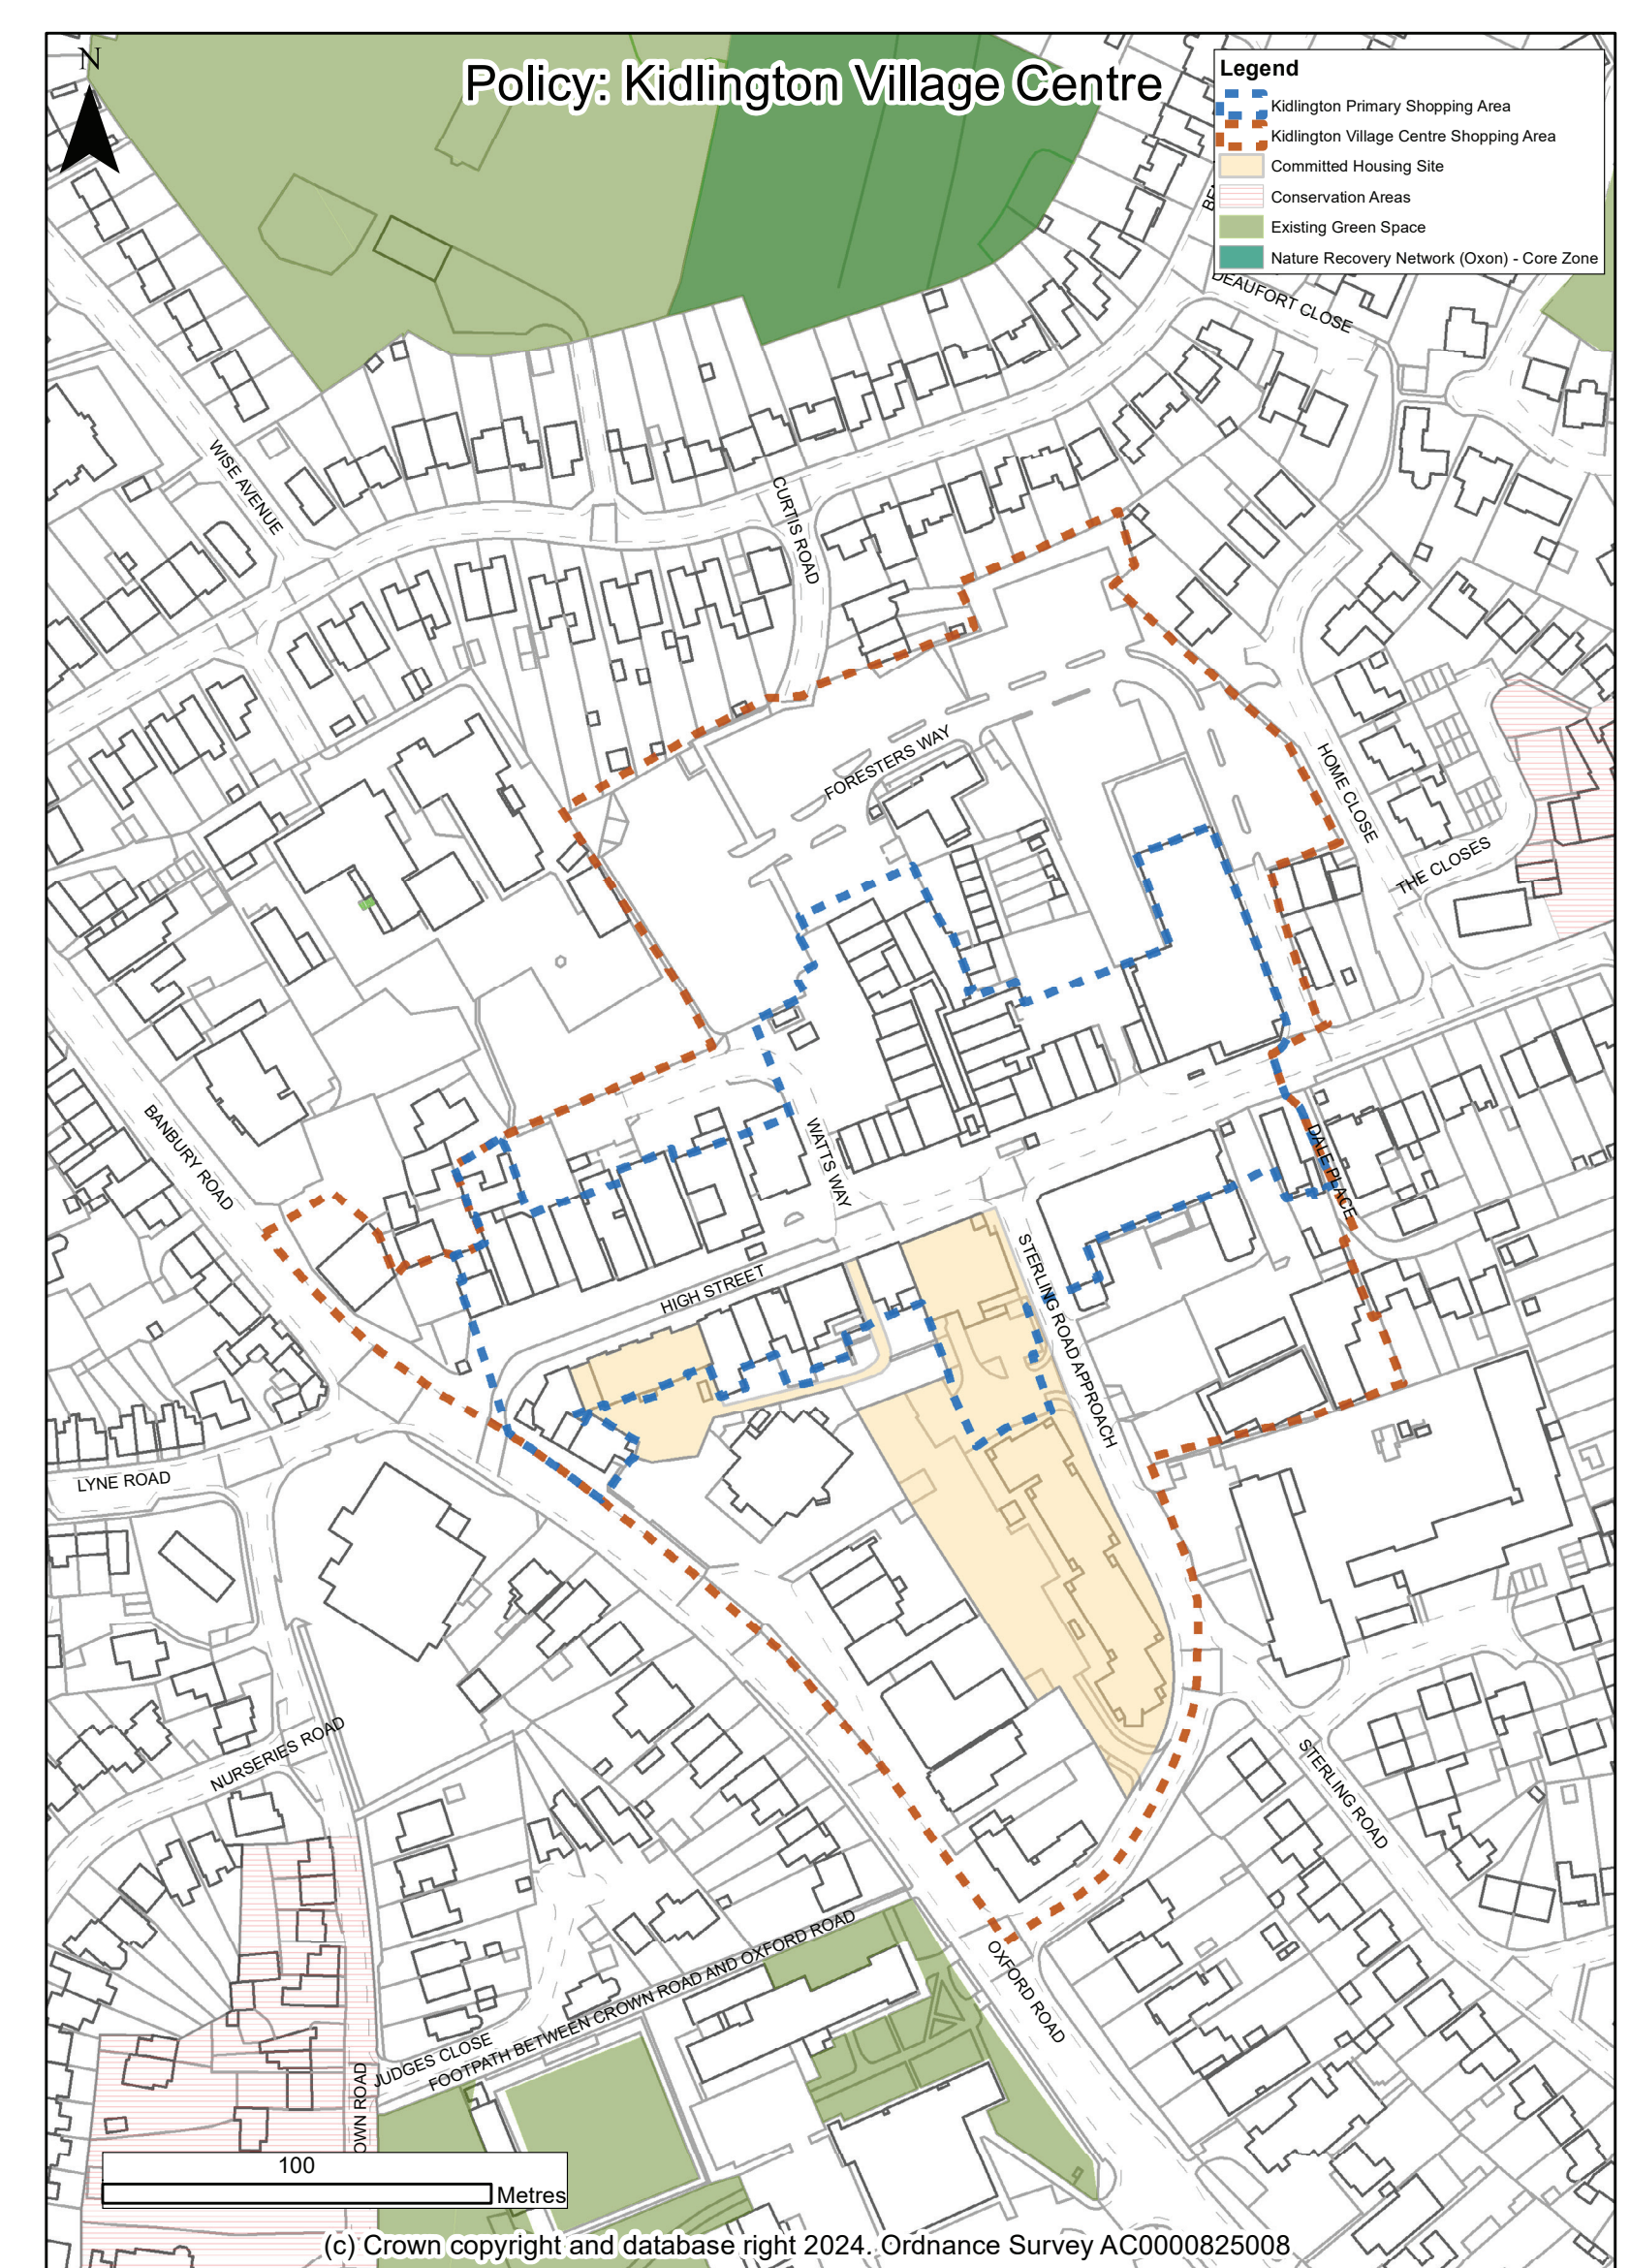 N
Policy: Kidlington Village Centre
Legend
Kidlington Primary Shopping Area
Kidlington Village Centre Shopping Area
Committed Housing Site
Conservation Areas
Existing Green Space
Nature Recovery Network (Oxon) - Core Zone
BEAUFORT CLOSE
WISE AVENUE
CURTIS ROAD
FORESTERS WAY
HOME CLOSE
THE CLOSES
BANBURY ROAD
WATTS WAY
DALE PLACE
HIGH STREET
STERLING ROAD APPROACH
LYNE ROAD
NURSERIES ROAD
STERLING ROAD
FOOTPATH BETWEEN CROWN ROAD AND OXFORD ROAD
OXFORD ROAD
JUDGES CLOSE
OWN ROAD
100
Metres
(c) Crown copyright and database right 2024. Ordnance Survey AC0000825008